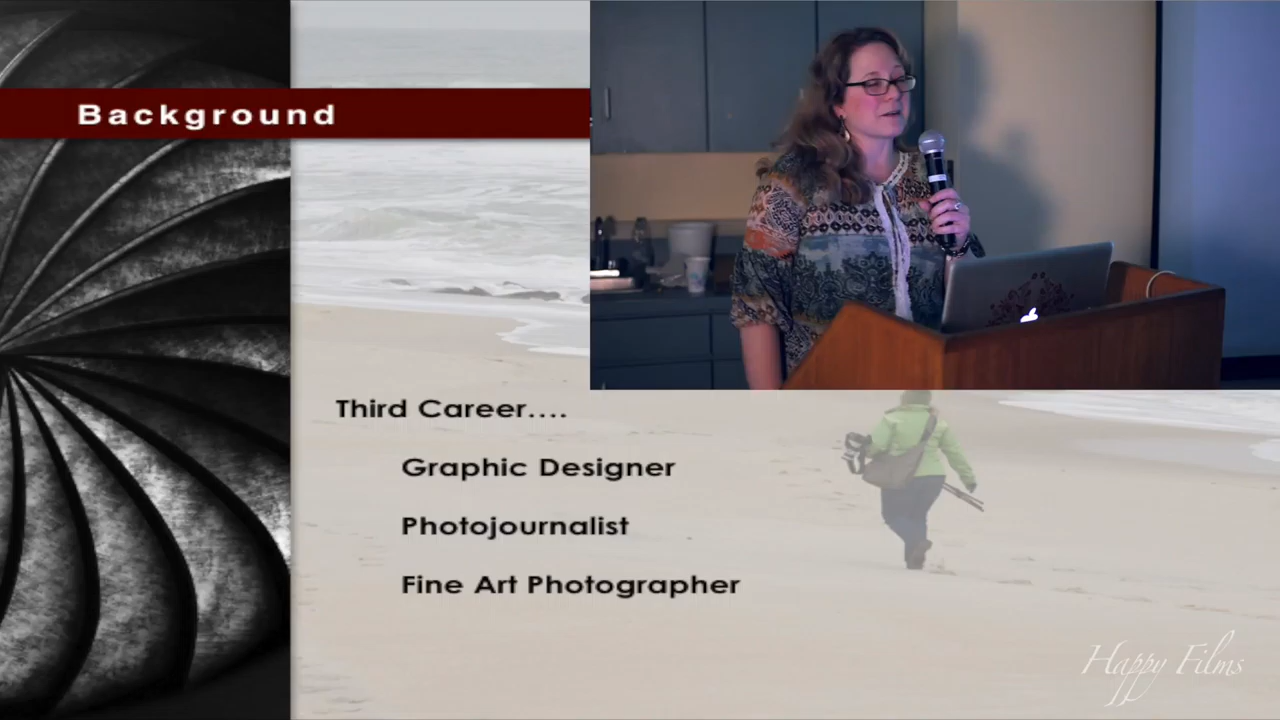 Background
Third Career....
Graphic Designer
Photojournalist
Fine Art Photographer
Happy Films